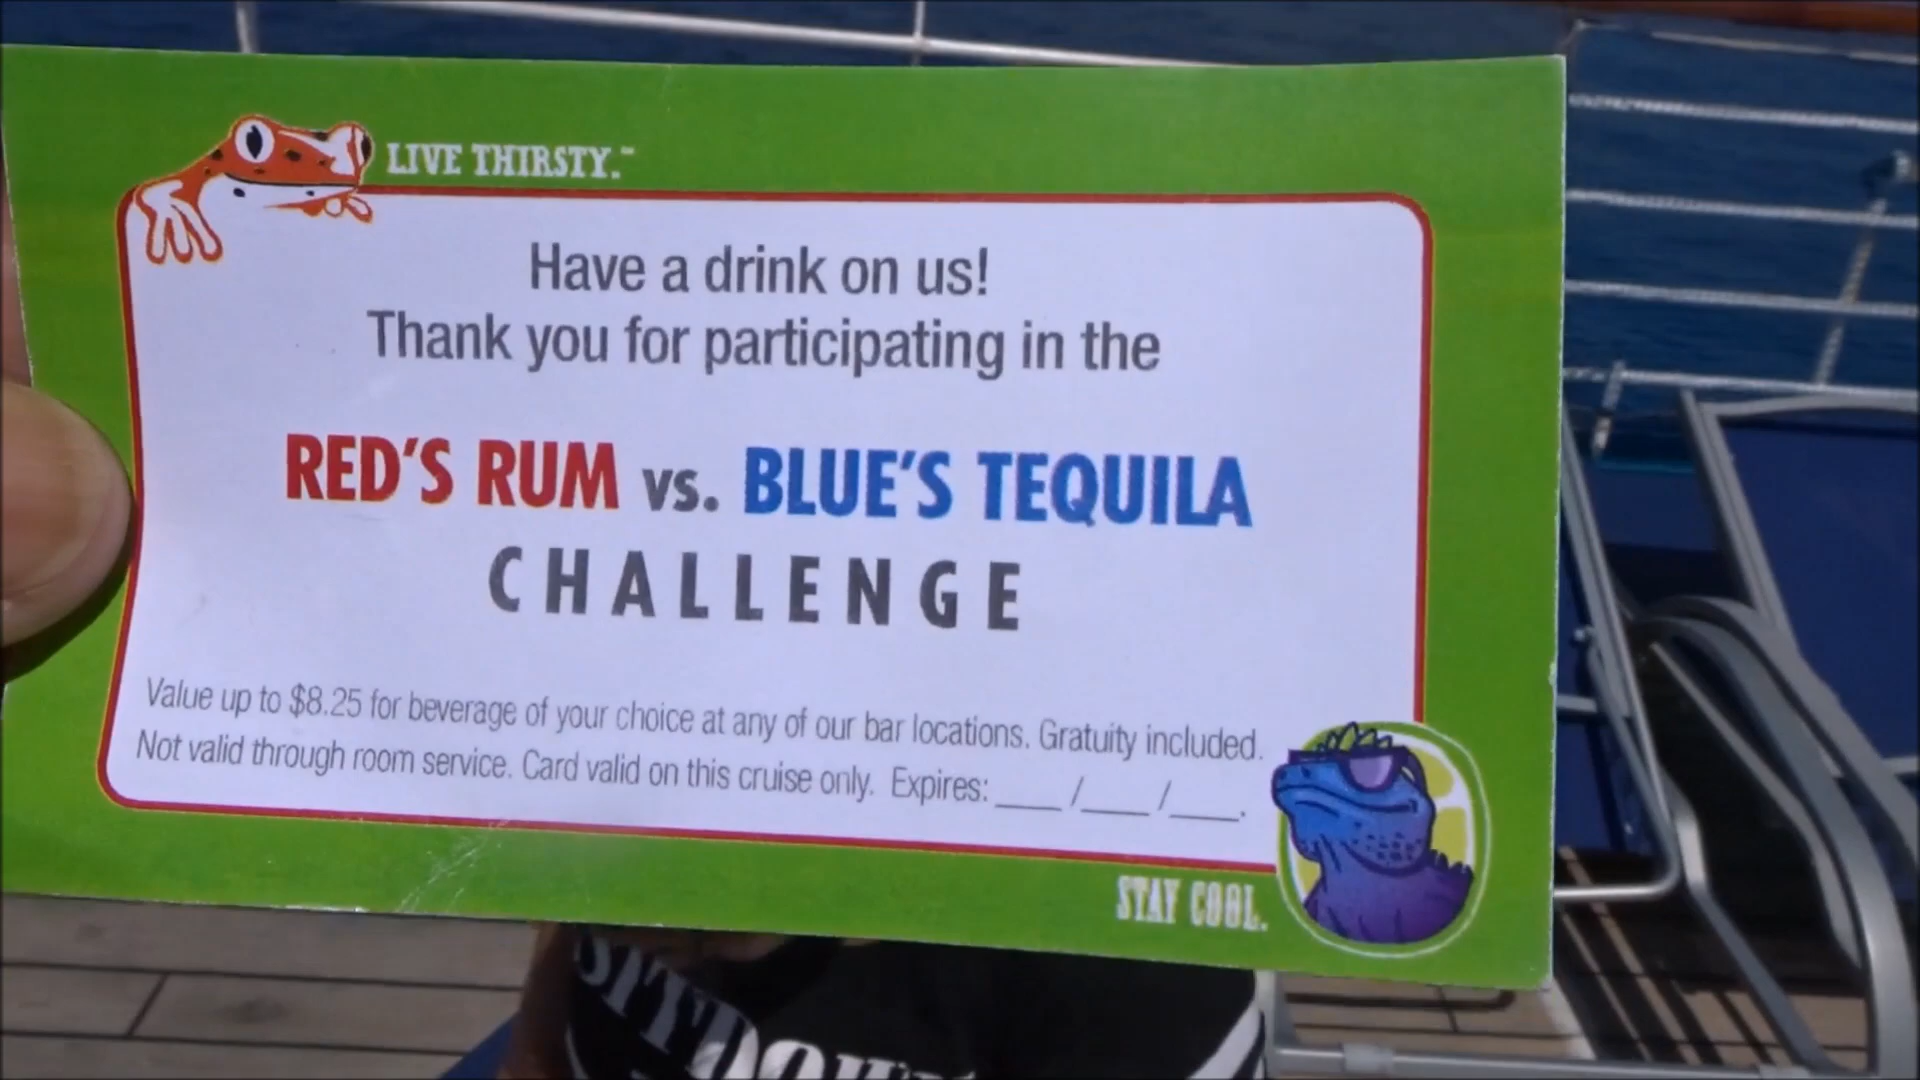 LIVE THIRSTY.™
Have a drink on us!
Thank you for participating in the
RED'S RUM vs. BLUE'S TEQUILA
CHALLENGE
Value up to $8.25 for beverage of your choice at any of our bar locations. Gratuity included.
Not valid through room service. Card valid on this cruise only. Expires: ___/___/___.
STAY COOL.